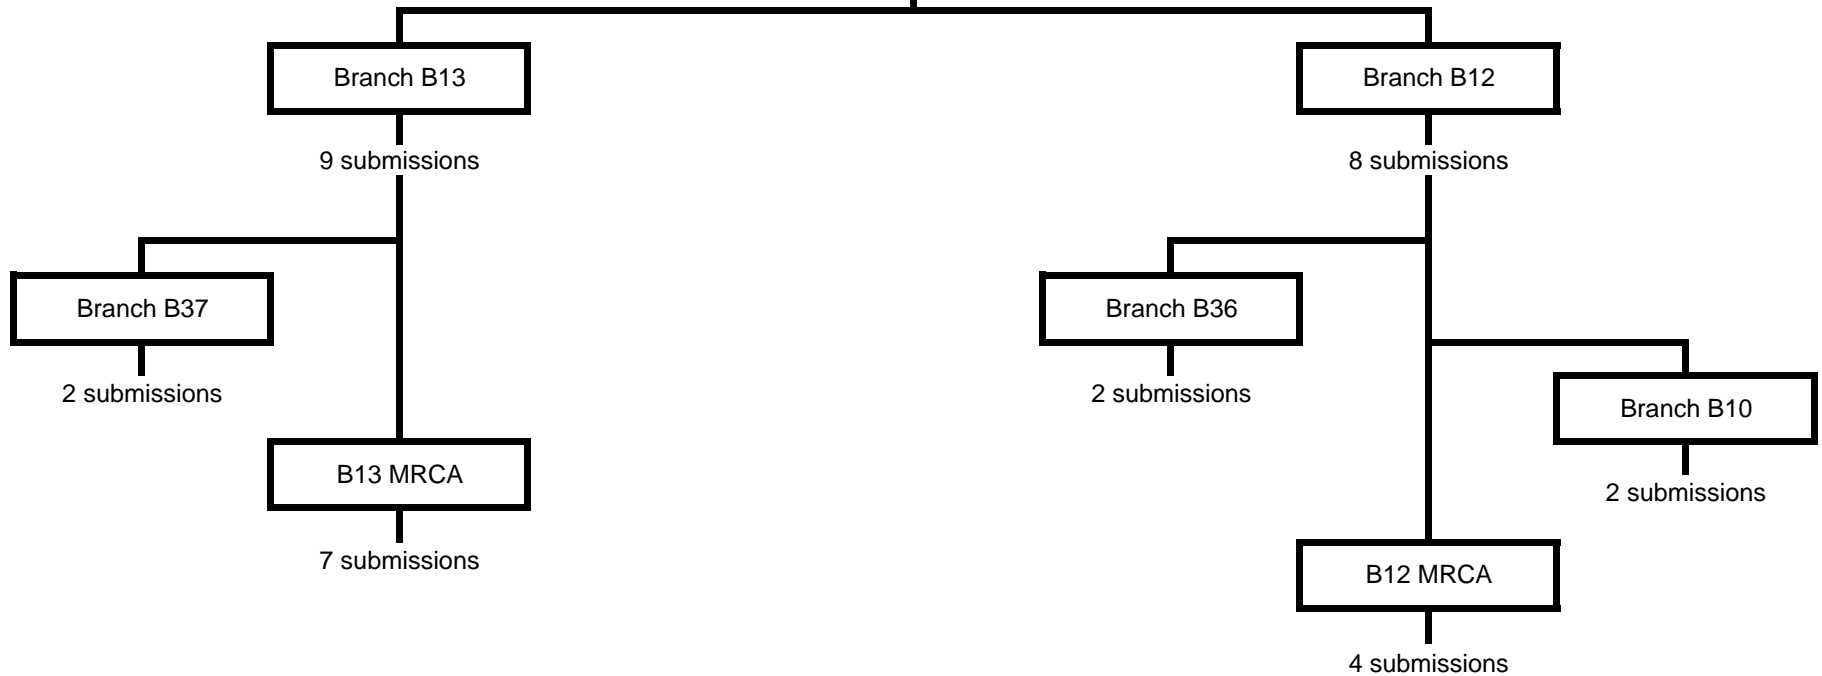 Branch B13
Branch B12
9 submissions
8 submissions
Branch B37
Branch B36
2 submissions
2 submissions
Branch B10
B13 MRCA
2 submissions
7 submissions
B12 MRCA
4 submissions